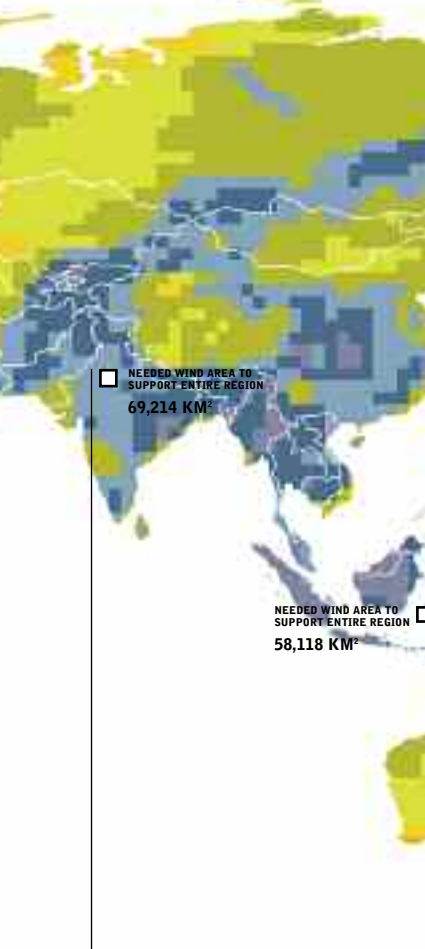 NEEDED WIND AREA TO
SUPPORT ENTIRE REGION
69,214 KM²
NEEDED WIND AREA TO
SUPPORT ENTIRE REGION
58,118 KM²